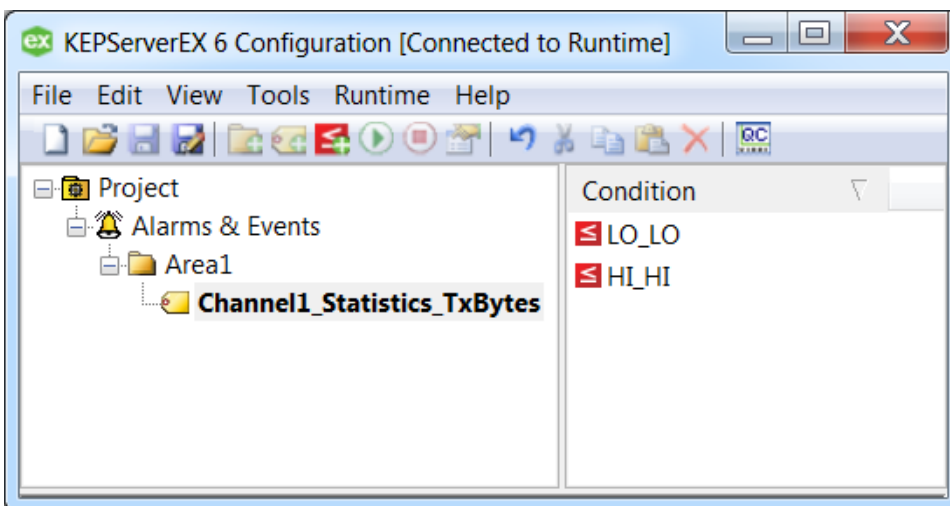 ex KEPServerEX 6 Configuration [Connected to Runtime]
File Edit View Tools Runtime Help
QC
Project
Alarms & Events
Area1
Channel1_Statistics_TxBytes
Condition
LO_LO
HI_HI